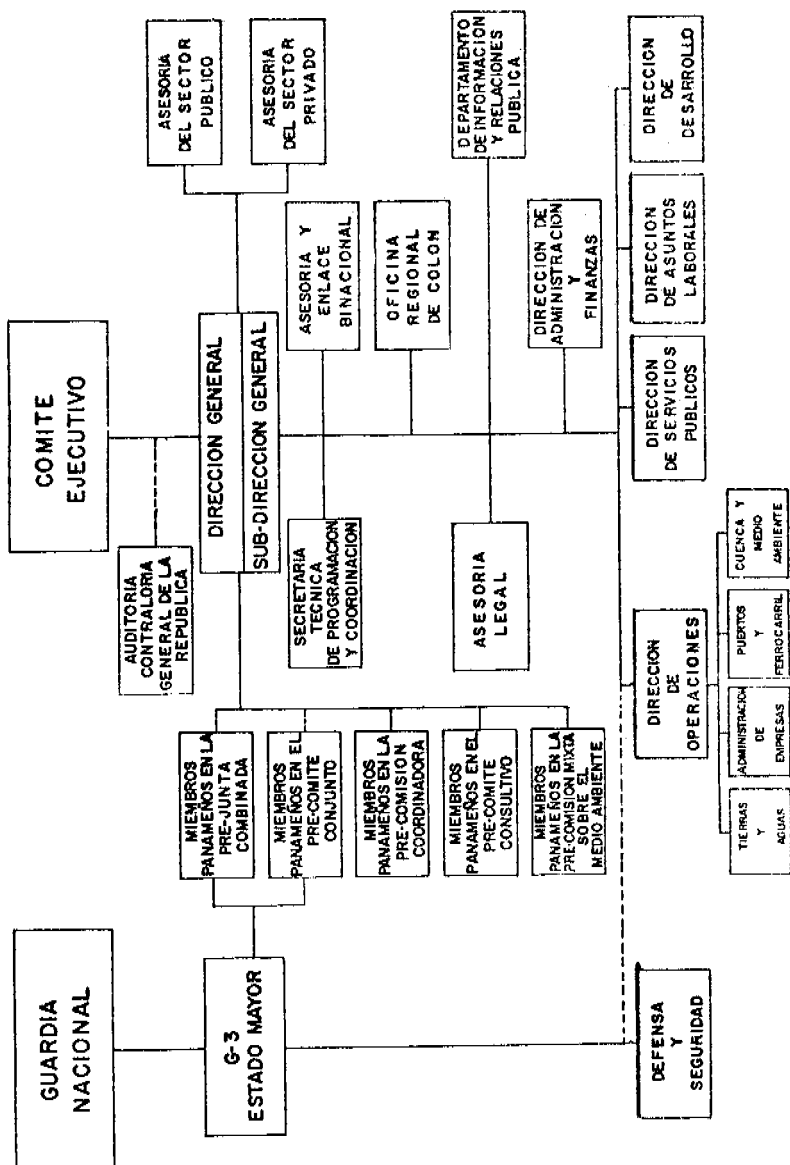 GUARDIA
NACIONAL
COMITE
EJECUTIVO
AUDITORIA
CONTRALORIA
GENERAL DE LA
REPUBLICA
ASESORIA
DEL SECTOR
PUBLICO
ASESORIA
DEL SECTOR
PRIVADO
G-3
ESTADO MAYOR
DIRECCION GENERAL
SUB-DIRECCION GENERAL
MIEMBROS
PANAMEÑOS EN LA
PRE-JUNTA
COMBINADA
MIEMBROS
PANAMEÑOS EN EL
PRE-COMITE
CONJUNTO
MIEMBROS
PANAMEÑOS EN LA
PRE-COMISION
COORDINADORA
MIEMBROS
PANAMEÑOS EN EL
PRE-COMITE
CONSULTIVO
MIEMBROS
PANAMEÑOS EN LA
PRE-COMISION MIXTA
SOBRE EL
MEDIO AMBIENTE
SECRETARIA
TECNICA
DE PROGRAMACION
Y COORDINACION
ASESORIA Y
ENLACE
BINACIONAL
OFICINA
REGIONAL
DE COLON
ASESORIA
LEGAL
DEPARTAMENTO
DE INFORMACION
Y RELACIONES
PUBLICA
DIRECCION DE
ADMINISTRACION
Y
FINANZAS
DEFENSA
Y
SEGURIDAD
DIRECCION
DE
OPERACIONES
DIRECCION
DE SERVICIOS
PUBLICOS
DIRECCION
DE ASUNTOS
LABORALES
DIRECCION
DE
DESARROLLO
TIERRAS
Y
AGUAS
ADMINISTRACION
DE
EMPRESAS
PUERTOS
Y
FERROCARRIL
CUENCA Y
MEDIO
AMBIENTE